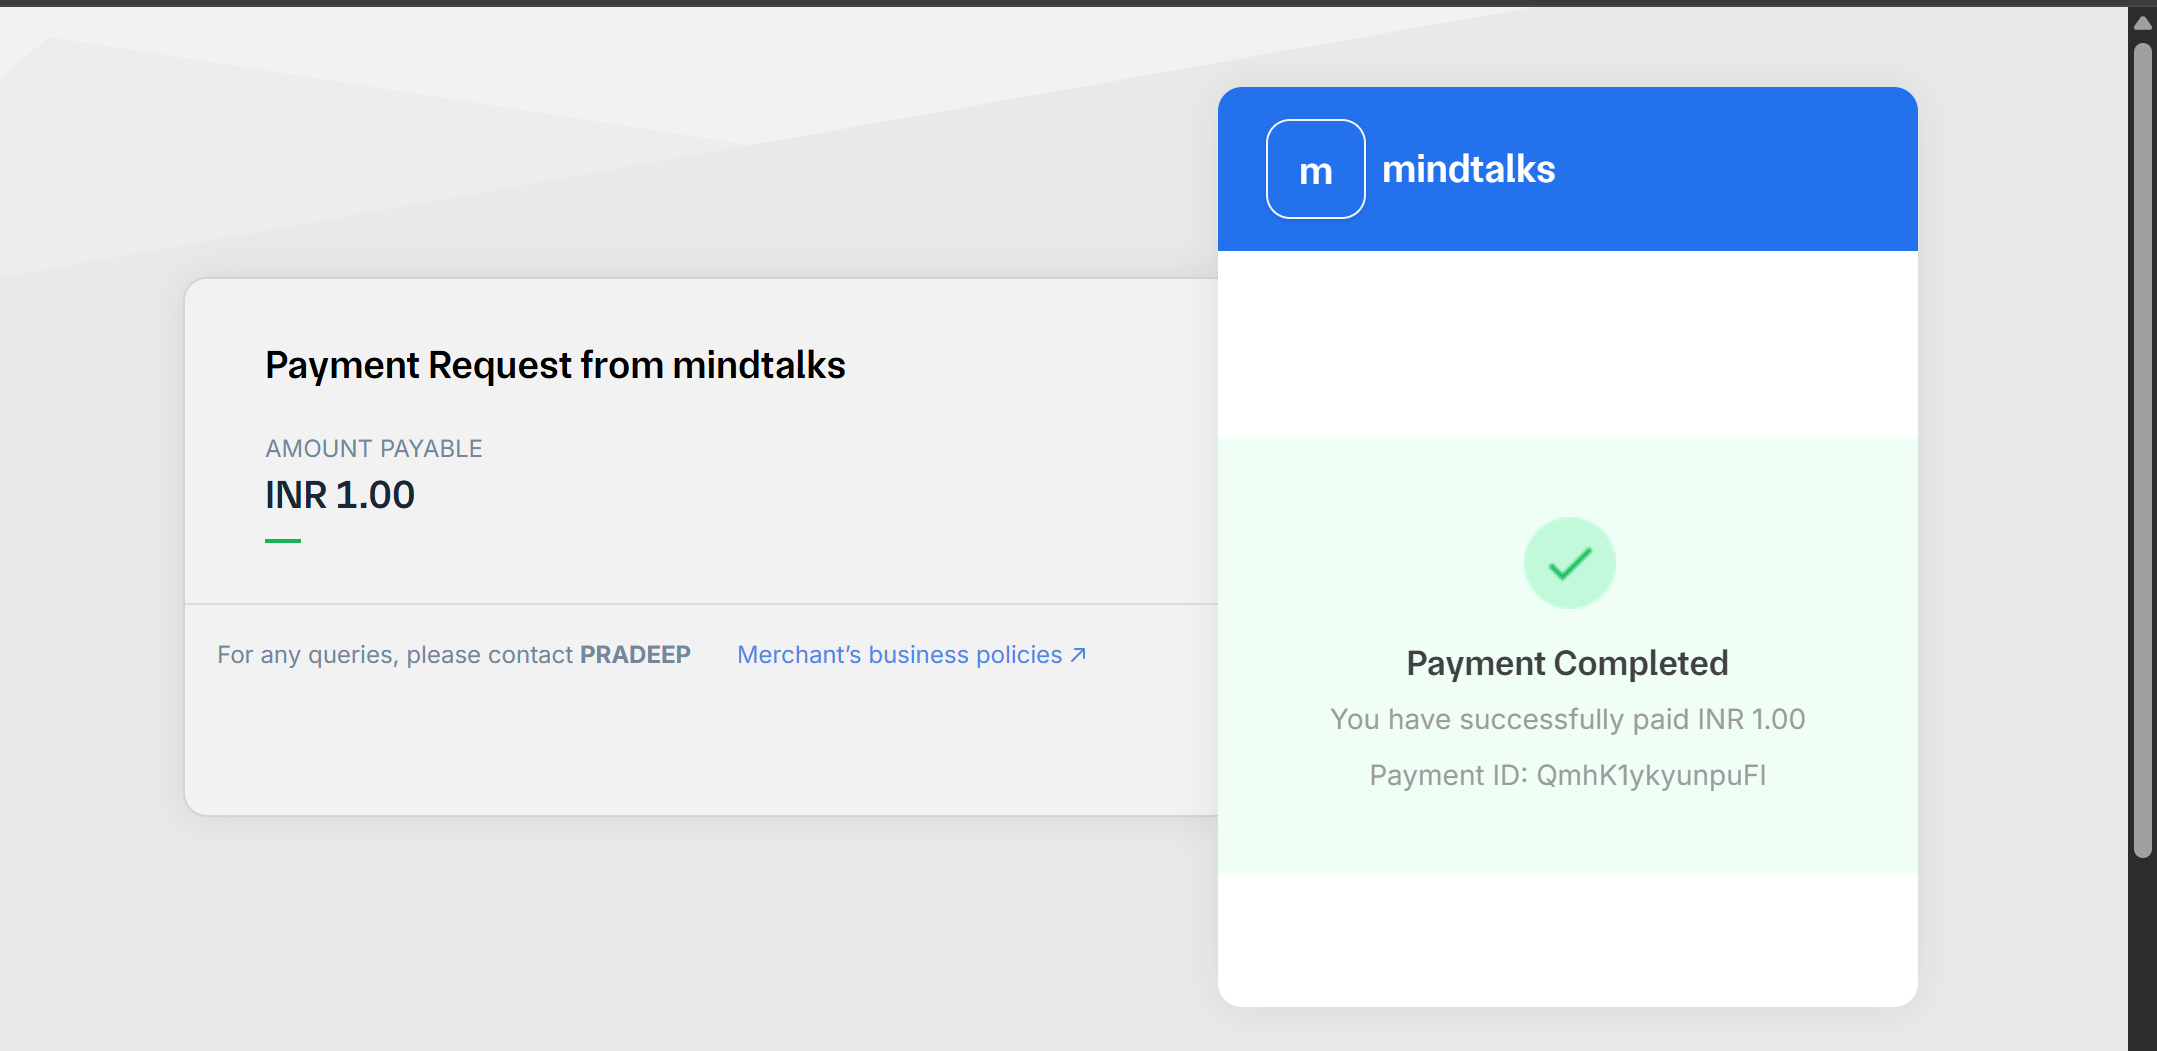 Payment Request from mindtalks
AMOUNT PAYABLE
INR 1.00
For any queries, please contact PRADEEP
Merchant's business policies ↗
m
mindtalks
Payment Completed
You have successfully paid INR 1.00
Payment ID: QmhK1ykyunpuFI